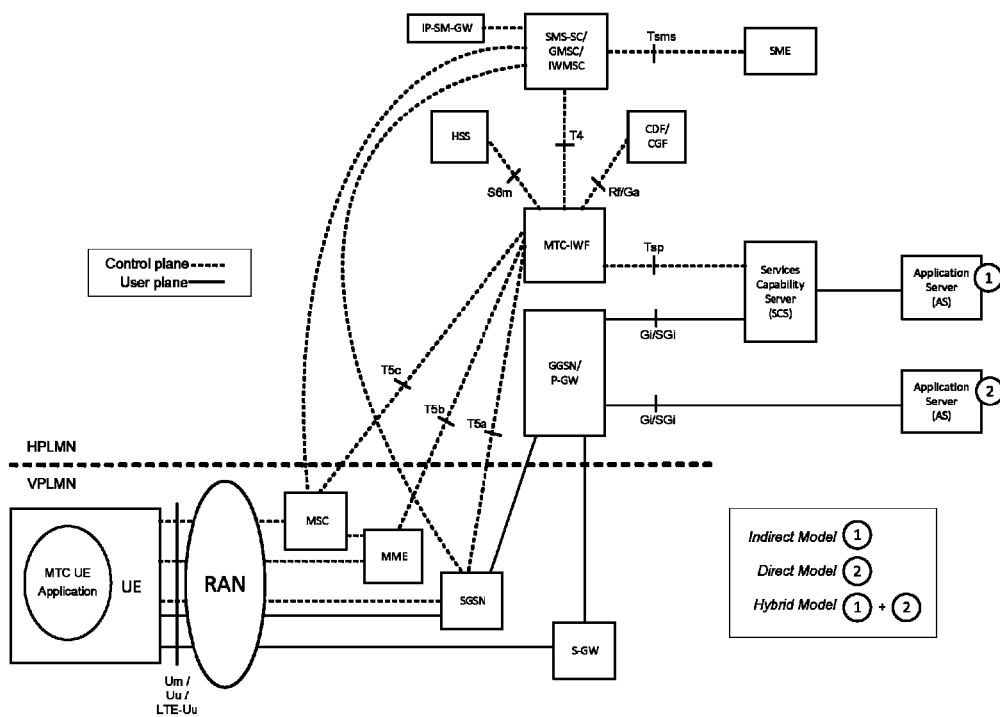 IP-SM-GW
SMS-SC/
GMSC/
IWMSC
Tsms
SME
HSS
T4
CDF/
CGF
S6m
Rf/Ga
MTC-IWF
Tsp
Services
Capability
Server
(SCS)
Application
Server
(AS)
1
Control plane
User plane
Gi/SGi
GGSN/
P-GW
T5c
T5b
T5a
Gi/SGi
Application
Server
(AS)
2
HPLMN
VPLMN
MSC
MME
SGSN
S-GW
MTC UE
Application
UE
RAN
Um /
Uu /
LTE-Uu
Indirect Model 1
Direct Model 2
Hybrid Model 1 + 2